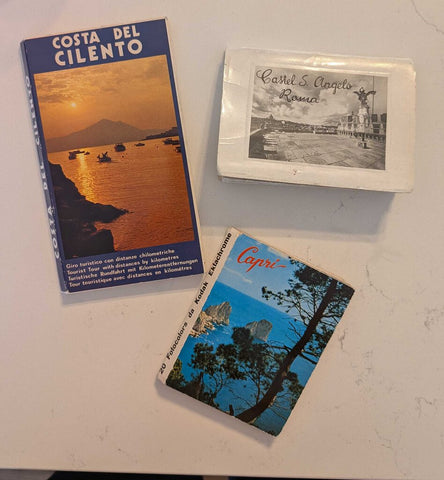 COSTA DEL
CILENTO
COSTA DEL CILENTO
Giro turistico con distanze chilometriche
Tourist Tour with distances by kilometres
Turistische Rundfahrt mit Kilometerentfernungen
Tour touristique avec distances en kilomètres
Castel S. Angelo
Roma
Capri
20 Fotocolors da Kodak Ektachrome